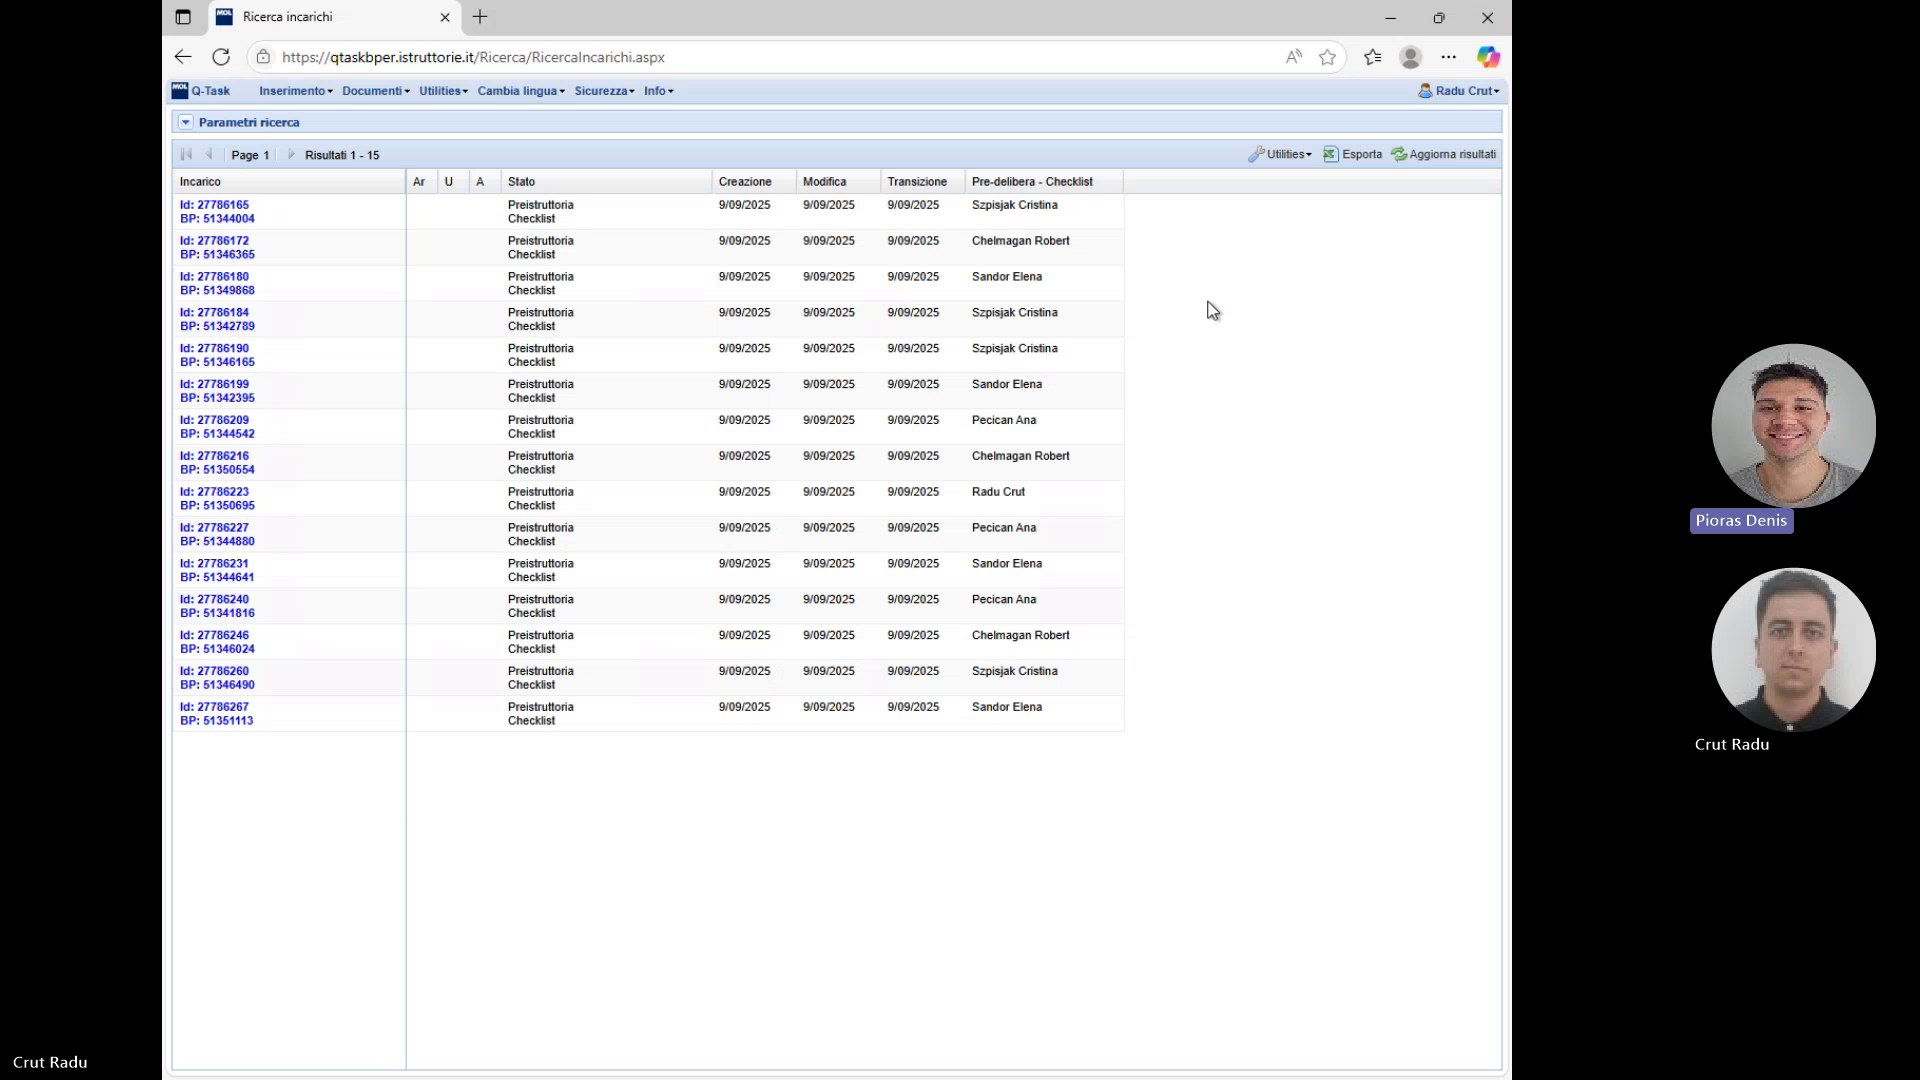 Ricerca incarichi
https://qtaskbper.istruttorie.it/Ricerca/RicercaIncarichi.aspx
MOL Q-Task Inserimento Documenti Utilities Cambia lingua Sicurezza Info Radu Crut
Parametri ricerca
Page 1 Risultati 1 - 15 Utilities Esporta Aggiorna risultati
Incarico Ar U A Stato Creazione Modifica Transizione Pre-delibera - Checklist
Id: 27786165 Preistruttoria 9/09/2025 9/09/2025 9/09/2025 Szpisjak Cristina
BP: 51344004 Checklist
Id: 27786172 Preistruttoria 9/09/2025 9/09/2025 9/09/2025 Chelmagan Robert
BP: 51346365 Checklist
Id: 27786180 Preistruttoria 9/09/2025 9/09/2025 9/09/2025 Sandor Elena
BP: 51349868 Checklist
Id: 27786184 Preistruttoria 9/09/2025 9/09/2025 9/09/2025 Szpisjak Cristina
BP: 51342789 Checklist
Id: 27786190 Preistruttoria 9/09/2025 9/09/2025 9/09/2025 Szpisjak Cristina
BP: 51346165 Checklist
Id: 27786199 Preistruttoria 9/09/2025 9/09/2025 9/09/2025 Sandor Elena
BP: 51342395 Checklist
Id: 27786209 Preistruttoria 9/09/2025 9/09/2025 9/09/2025 Pecican Ana
BP: 51344542 Checklist
Id: 27786216 Preistruttoria 9/09/2025 9/09/2025 9/09/2025 Chelmagan Robert
BP: 51350554 Checklist
Id: 27786223 Preistruttoria 9/09/2025 9/09/2025 9/09/2025 Radu Crut
BP: 51350695 Checklist
Id: 27786227 Preistruttoria 9/09/2025 9/09/2025 9/09/2025 Pecican Ana
BP: 51344880 Checklist
Id: 27786231 Preistruttoria 9/09/2025 9/09/2025 9/09/2025 Sandor Elena
BP: 51344641 Checklist
Id: 27786240 Preistruttoria 9/09/2025 9/09/2025 9/09/2025 Pecican Ana
BP: 51341816 Checklist
Id: 27786246 Preistruttoria 9/09/2025 9/09/2025 9/09/2025 Chelmagan Robert
BP: 51346024 Checklist
Id: 27786260 Preistruttoria 9/09/2025 9/09/2025 9/09/2025 Szpisjak Cristina
BP: 51346490 Checklist
Id: 27786267 Preistruttoria 9/09/2025 9/09/2025 9/09/2025 Sandor Elena
BP: 51351113 Checklist
Pioras Denis
Crut Radu
Crut Radu